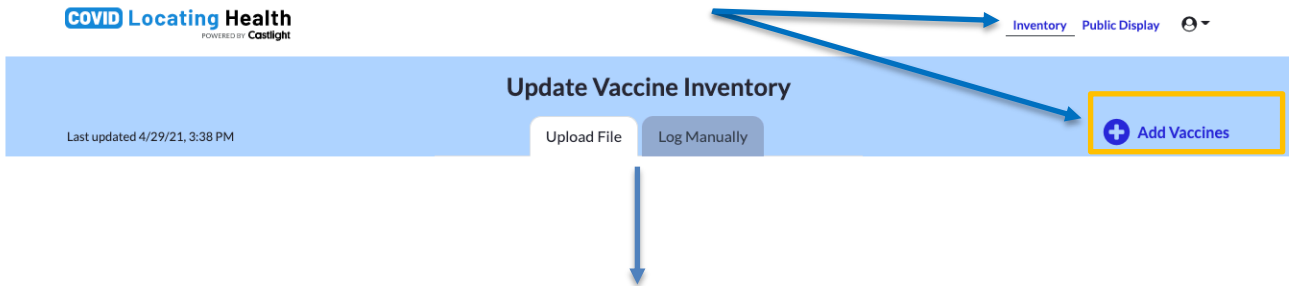 COVID Locating Health
POWERED BY Castlight
Inventory Public Display
Update Vaccine Inventory
Last updated 4/29/21, 3:38 PM
Upload File Log Manually
Add Vaccines